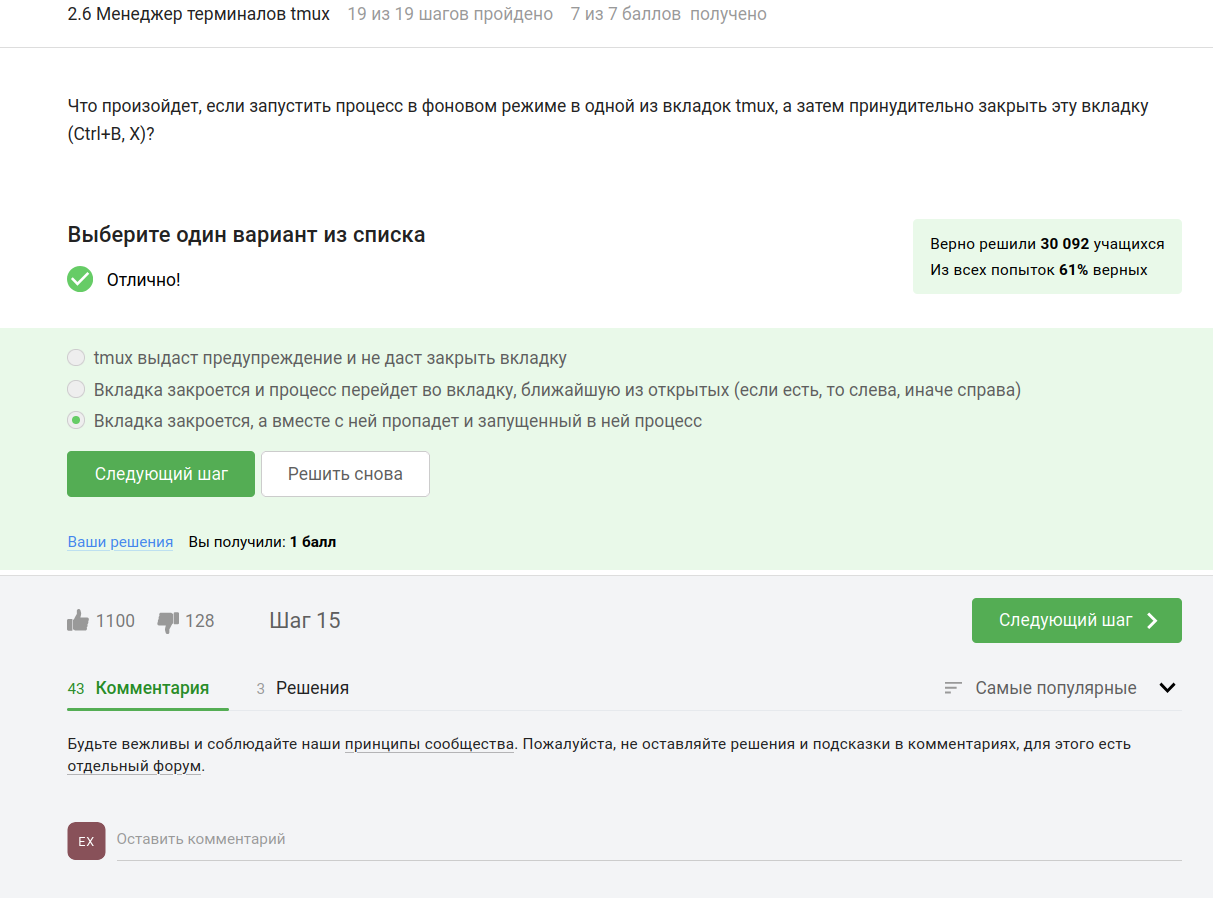 2.6 Менеджер терминалов tmux 19 из 19 шагов пройдено 7 из 7 баллов получено
Что произойдет, если запустить процесс в фоновом режиме в одной из вкладок tmux, а затем принудительно закрыть эту вкладку
(Ctrl+B, X)?
Выберите один вариант из списка
Отлично!
Верно решили 30 092 учащихся
Из всех попыток 61% верных
tmux выдаст предупреждение и не даст закрыть вкладку
Вкладка закроется и процесс перейдет во вкладку, ближайшую из открытых (если есть, то слева, иначе справа)
Вкладка закроется, а вместе с ней пропадет и запущенный в ней процесс
Следующий шаг Решить снова
Ваши решения Вы получили: 1 балл
1100 128 Шаг 15 Следующий шаг
43 Комментария 3 Решения Самые популярные
Будьте вежливы и соблюдайте наши принципы сообщества. Пожалуйста, не оставляйте решения и подсказки в комментариях, для этого есть
отдельный форум.
EX Оставить комментарий